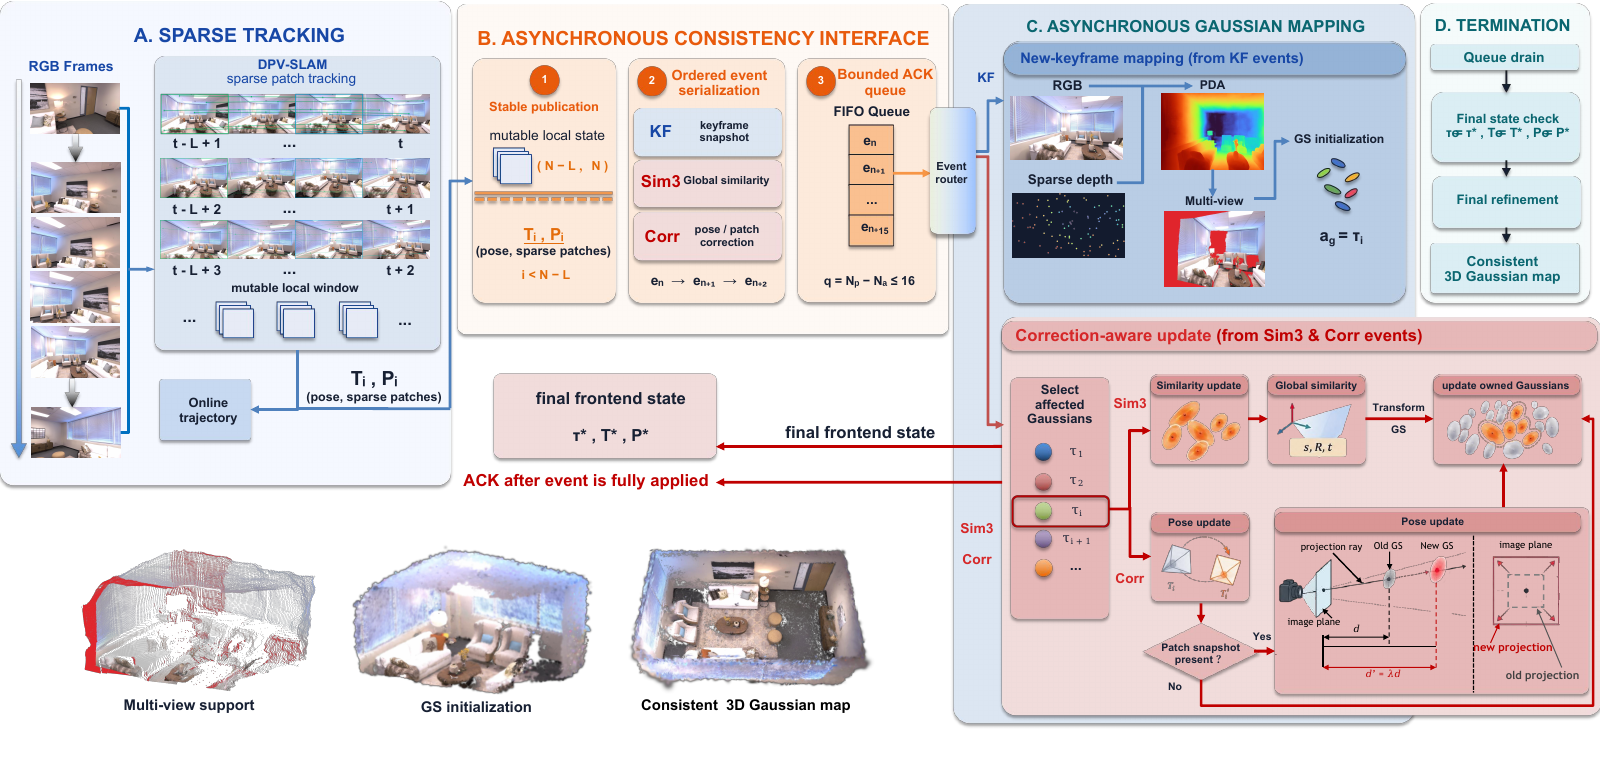 A. SPARSE TRACKING
RGB Frames
DPV-SLAM
sparse patch tracking
t - L + 1 ... t
t - L + 2 ... t + 1
t - L + 3 ... t + 2
mutable local window
... ...
Online
trajectory
Tᵢ , Pᵢ
(pose, sparse patches)
B. ASYNCHRONOUS CONSISTENCY INTERFACE
1
Stable publication
mutable local state
( N – L , N )
Tᵢ , Pᵢ
(pose, sparse patches)
i < N – L
2 Ordered event
serialization
KF keyframe
snapshot
Sim3 Global similarity
Corr pose / patch
correction
eₙ → eₙ₊₁ → eₙ₊₂
3 Bounded ACK
queue
FIFO Queue
eₙ
eₙ₊₁
...
eₙ₊₁₅
q = Nₚ – Nₐ ≤ 16
Event
router
final frontend state
τ* , T* , P*
final frontend state
ACK after event is fully applied
C. ASYNCHRONOUS GAUSSIAN MAPPING
KF
New-keyframe mapping (from KF events)
RGB
PDA
Sparse depth
Multi-view
GS initialization
a_g = τᵢ
Sim3
Corr
Correction-aware update (from Sim3 & Corr events)
Select
affected
Gaussians
τ₁
τ₂
τᵢ
τᵢ₊₁
...
Sim3
Corr
Similarity update
Global similarity
s, R, t
Transform
GS
update owned Gaussians
Pose update
Patch snapshot
present ?
Yes
No
Pose update
projection ray
Old GS
New GS
image plane
image plane
d
d' = λd
new projection
old projection
D. TERMINATION
Queue drain
Final state check
Final refinement
Consistent
3D Gaussian map
Multi-view support
GS initialization
Consistent 3D Gaussian map